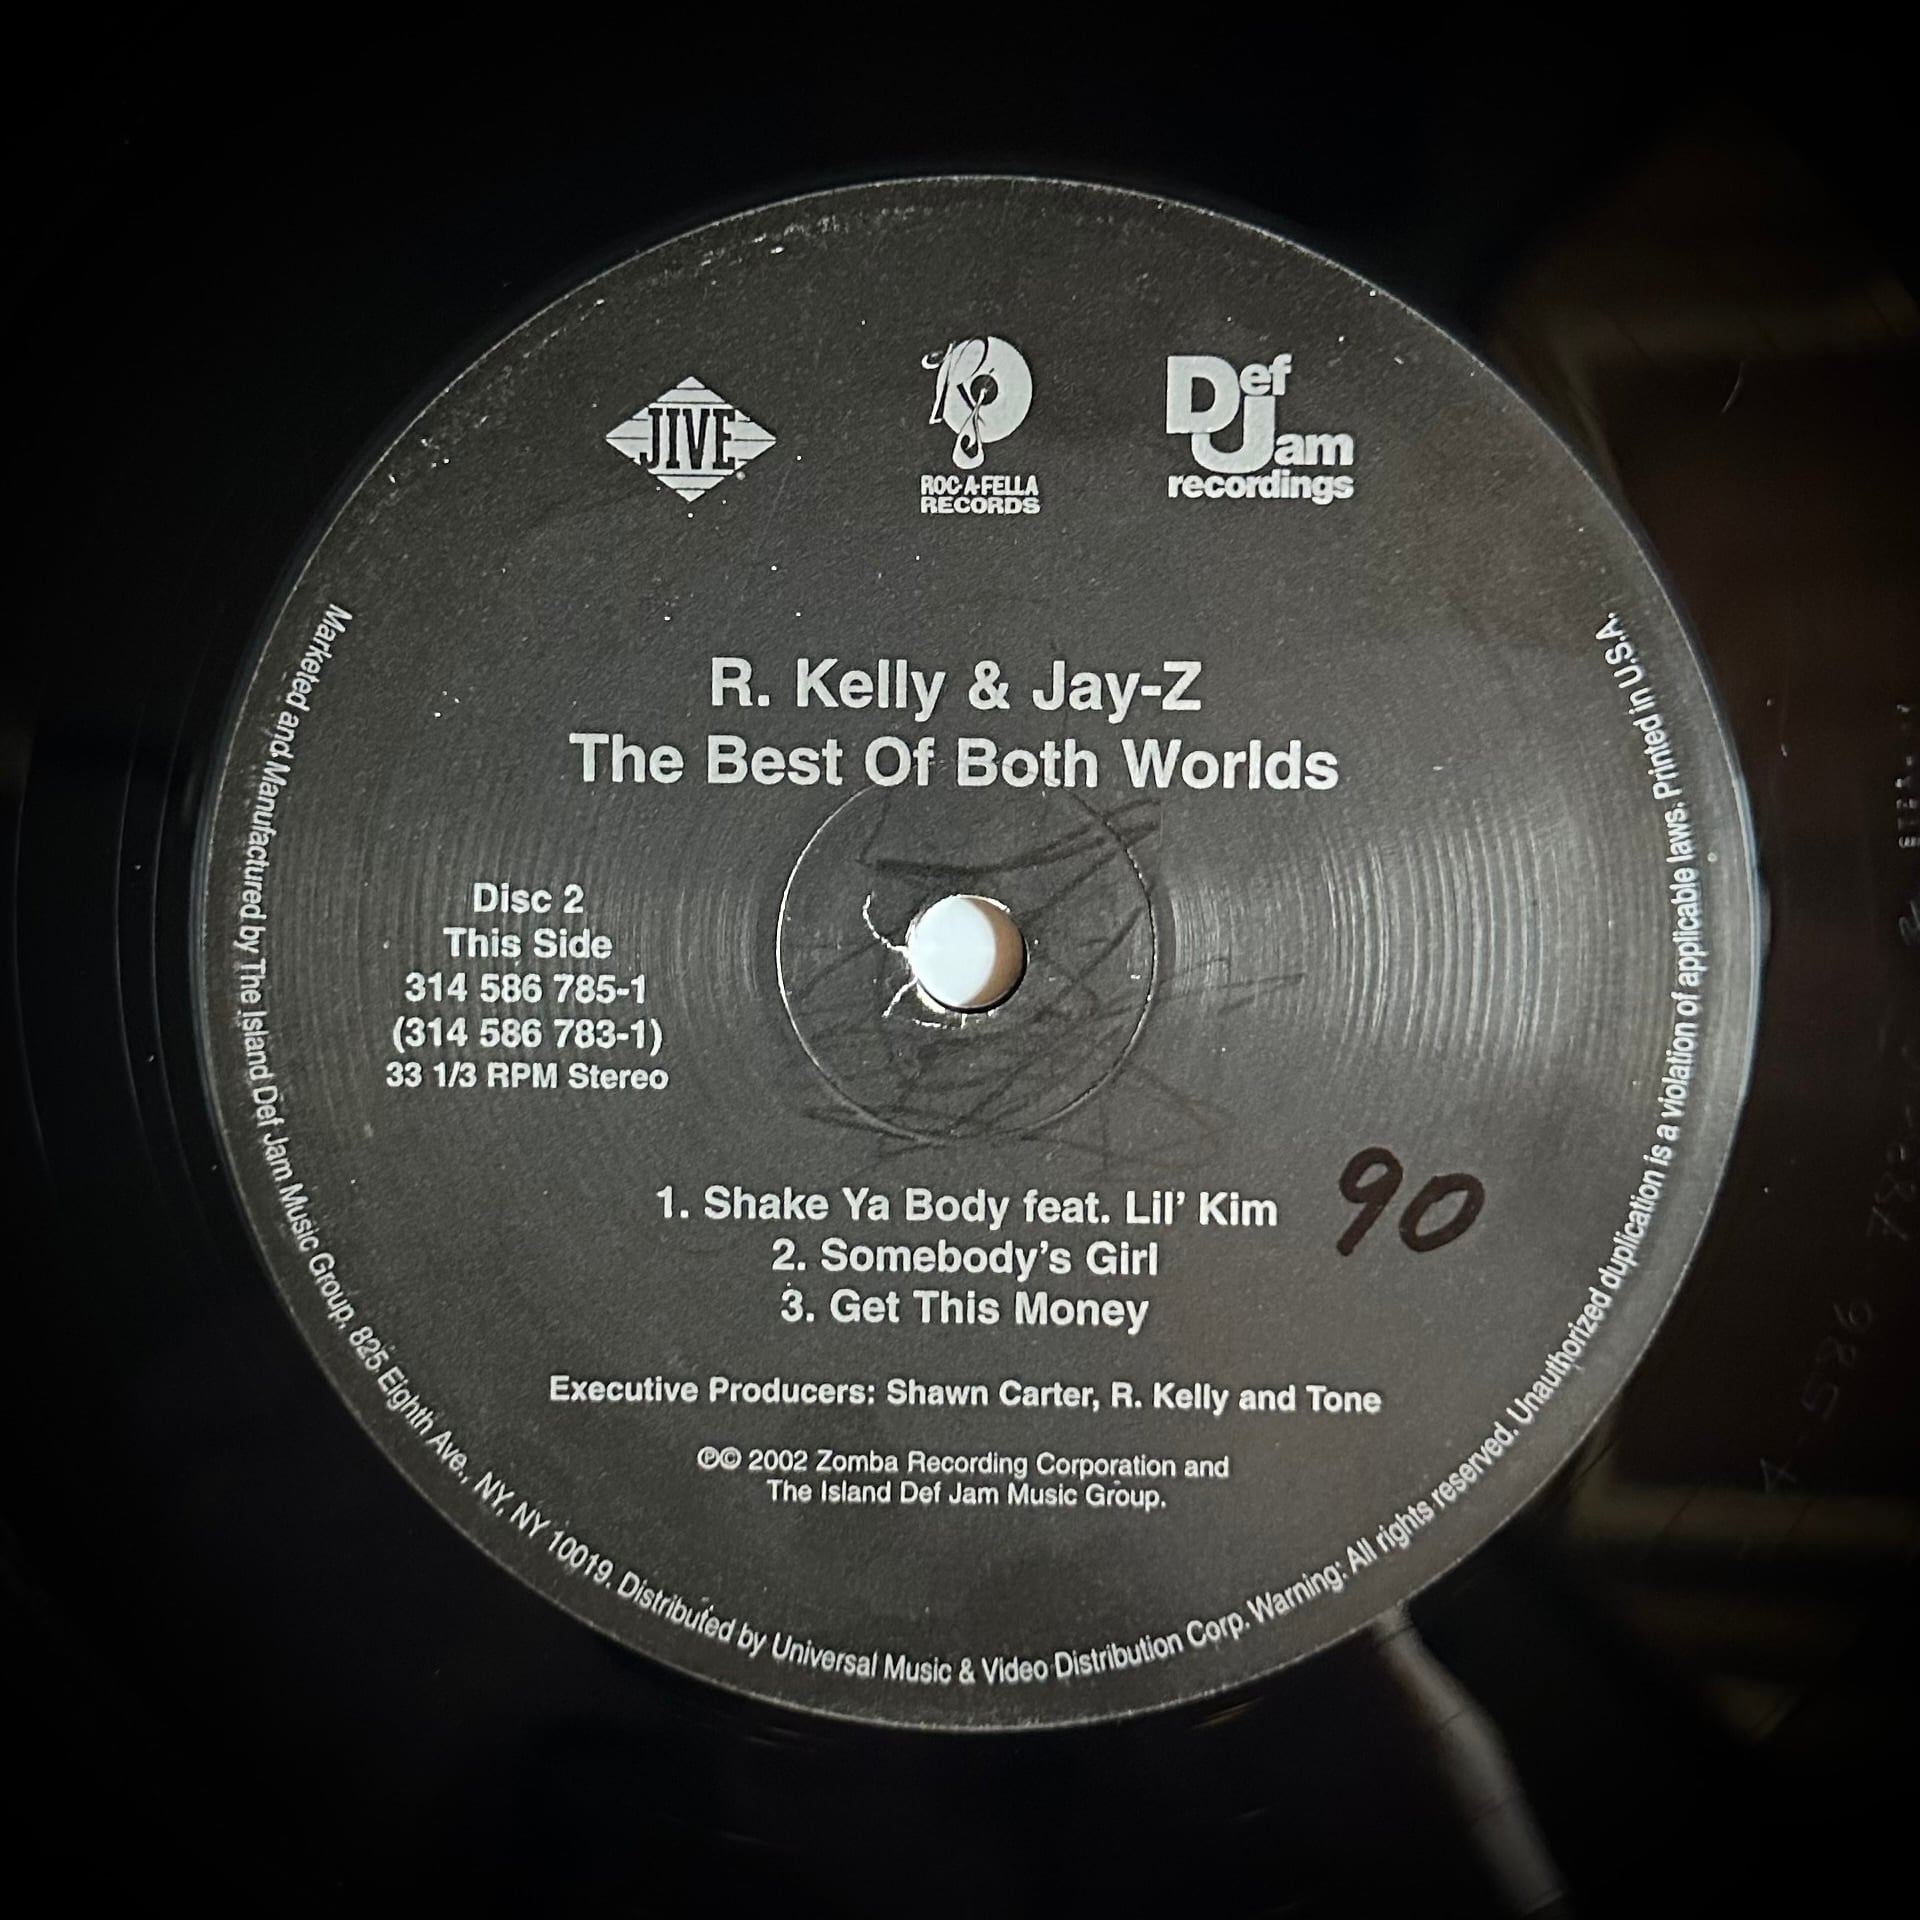 JIVE
ROC-A-FELLA
RECORDS
Def
Jam
recordings
R. Kelly & Jay-Z
The Best Of Both Worlds
Disc 2
This Side
314 586 785-1
(314 586 783-1)
33 1/3 RPM Stereo
1. Shake Ya Body feat. Lil' Kim
90
2. Somebody's Girl
3. Get This Money
Executive Producers: Shawn Carter, R. Kelly and Tone
℗© 2002 Zomba Recording Corporation and
The Island Def Jam Music Group.
Marketed and Manufactured by The Island Def Jam Music Group, 825 Eighth Ave., NY, NY 10019. Distributed by Universal Music & Video Distribution Corp. Warning: All rights reserved. Unauthorized duplication is a violation of applicable laws. Printed in U.S.A.